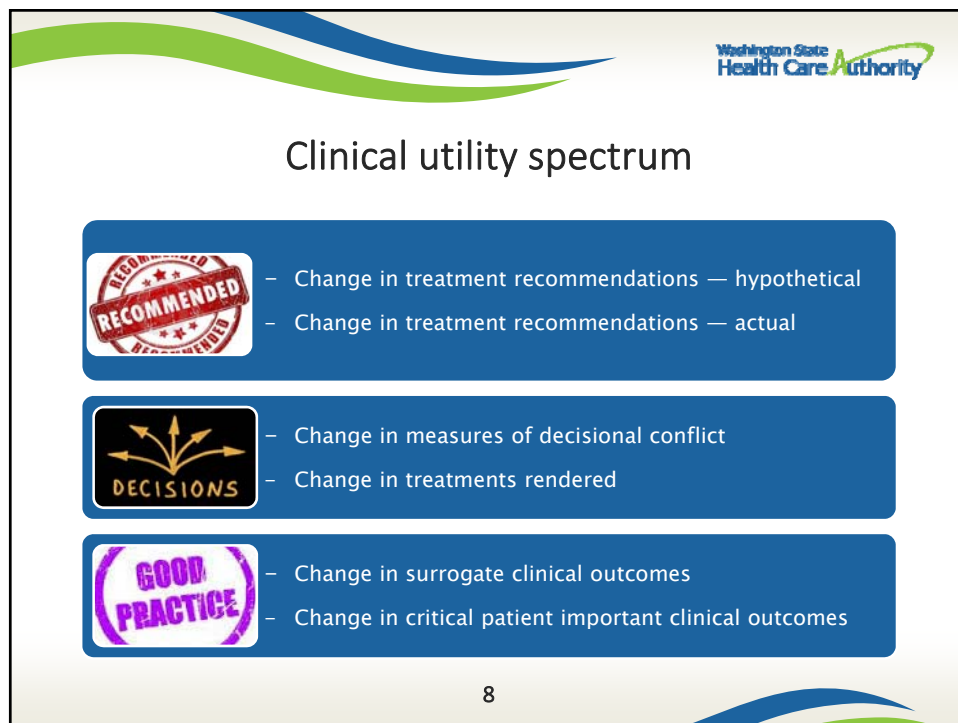 Washington State
Health Care Authority
Clinical utility spectrum
RECOMMENDED
RECOMMENDED
RECOMMENDED
– Change in treatment recommendations — hypothetical
– Change in treatment recommendations — actual
DECISIONS
– Change in measures of decisional conflict
– Change in treatments rendered
GOOD
PRACTICE
– Change in surrogate clinical outcomes
– Change in critical patient important clinical outcomes
8